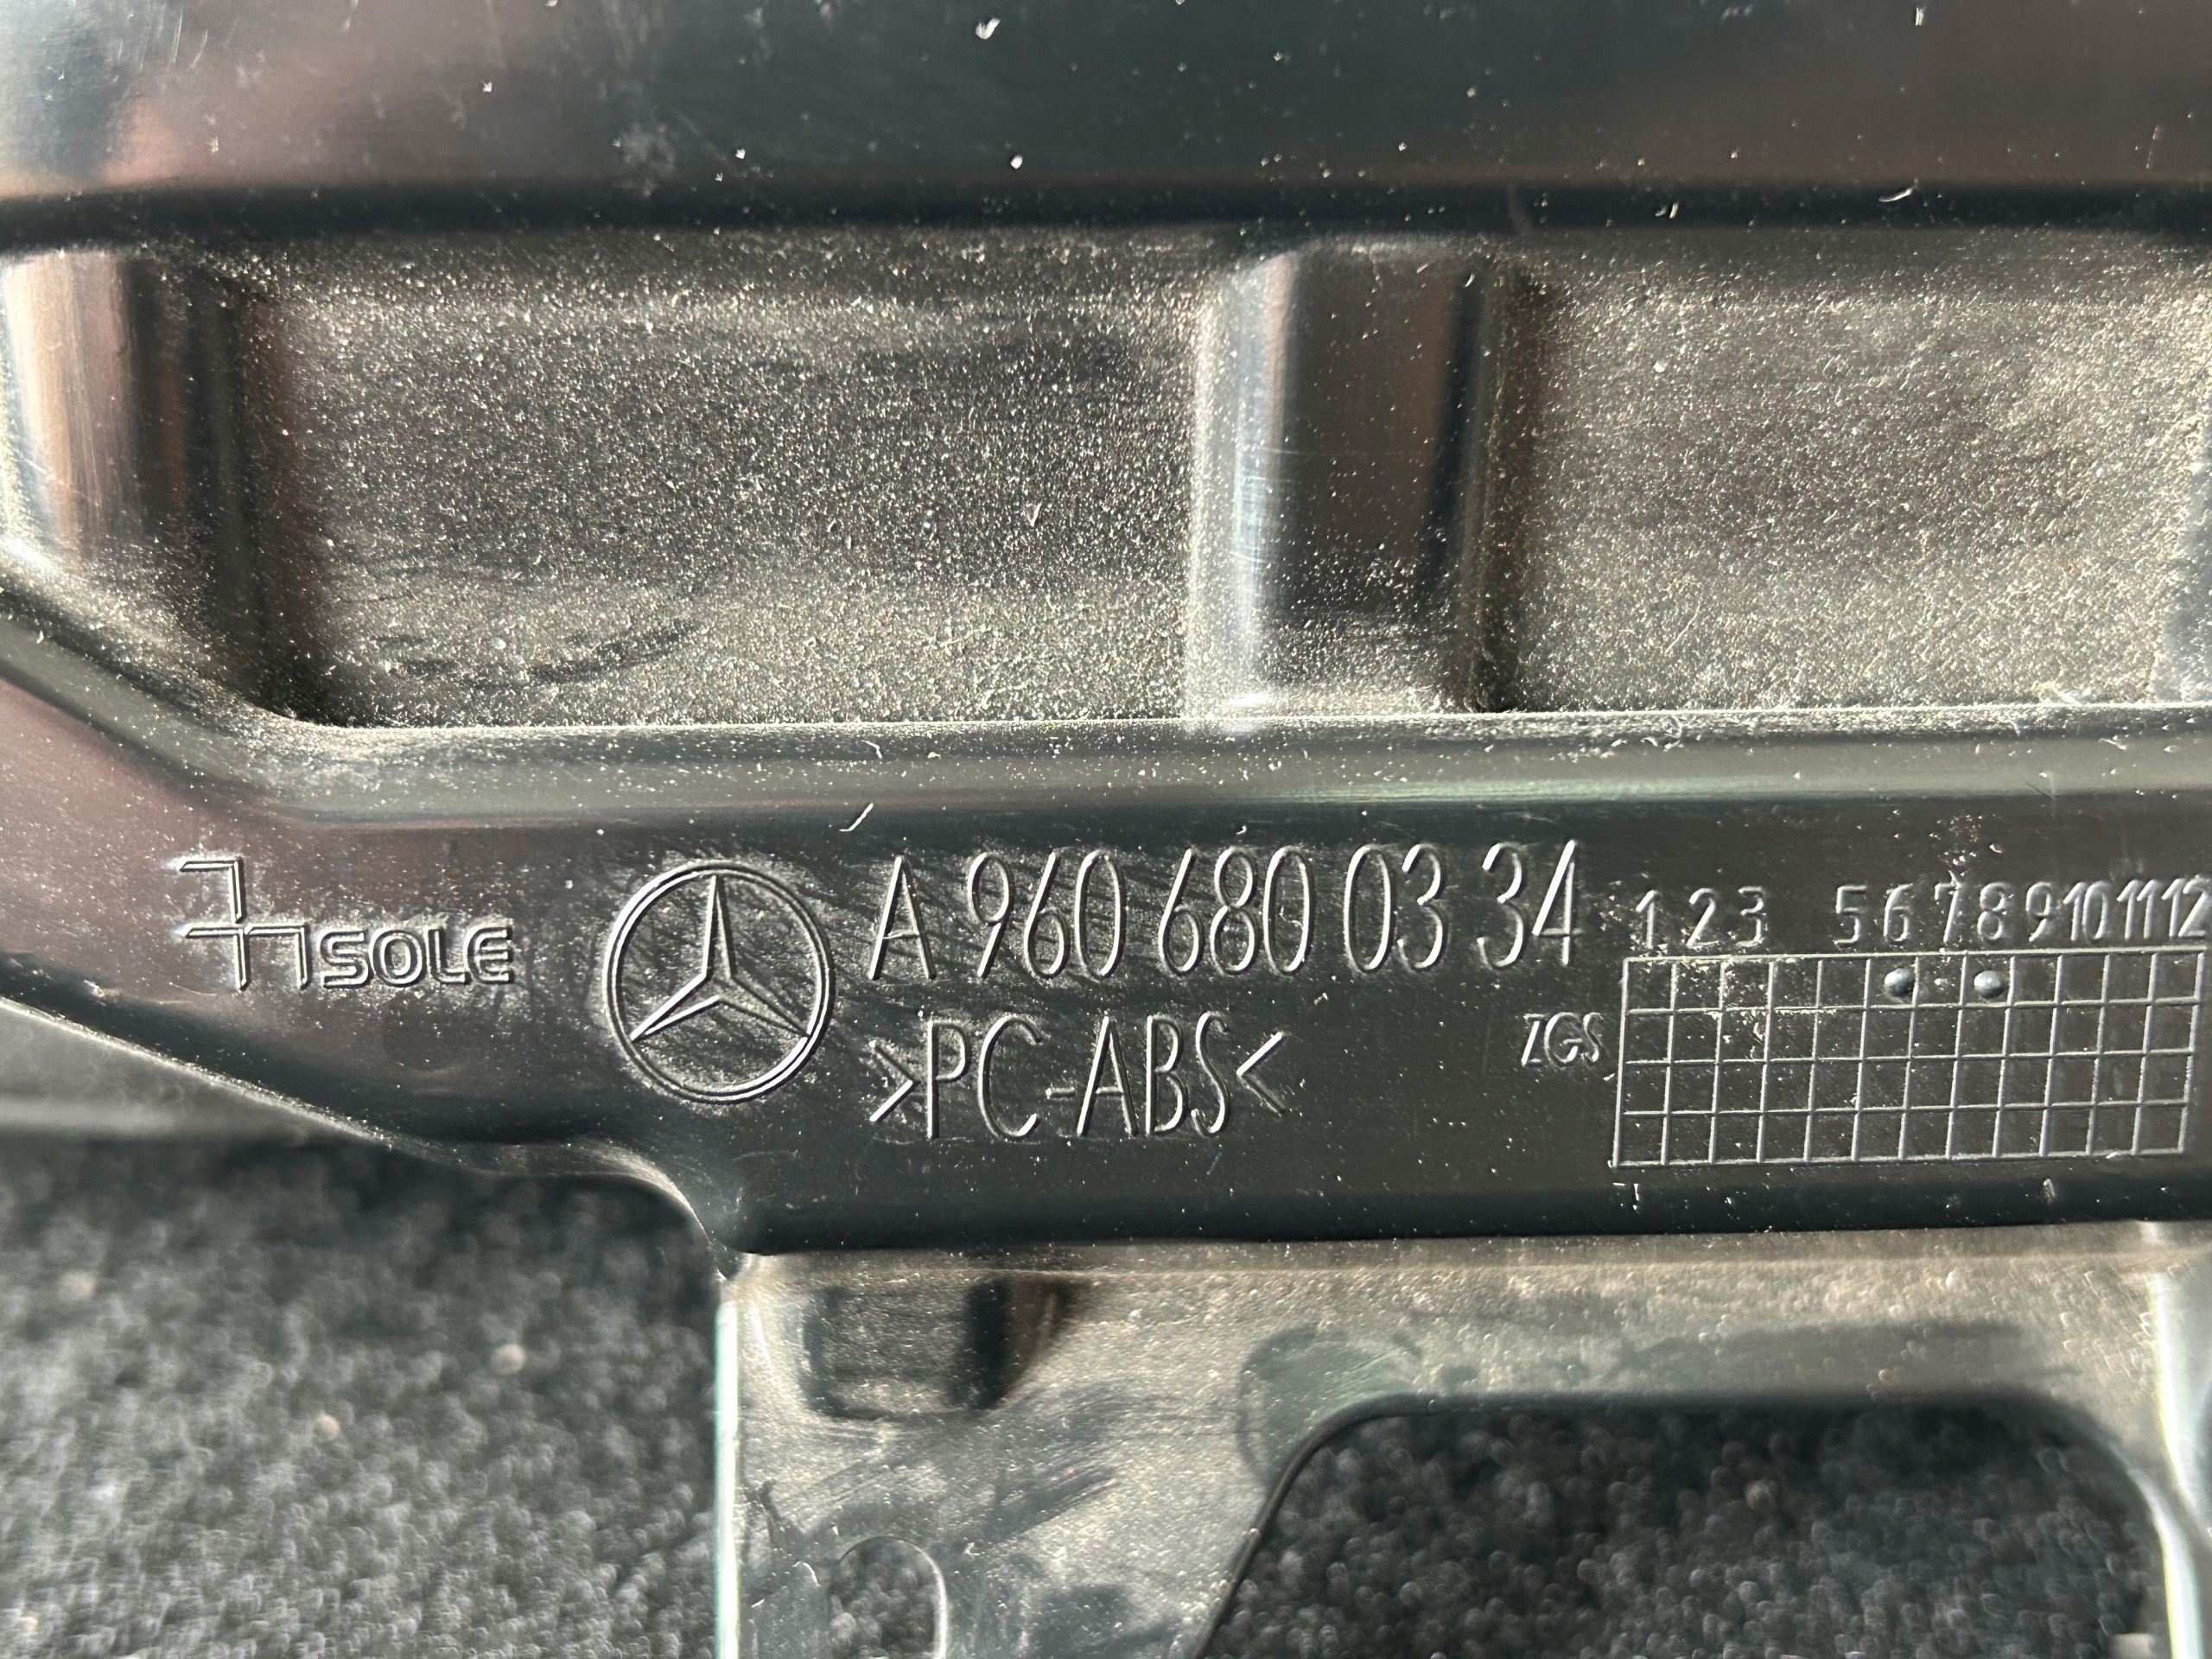 SOLE
A 960 680 03 34
>PC-ABS<
1 2 3 5 6 7 8 9 10 11 12
ZGS